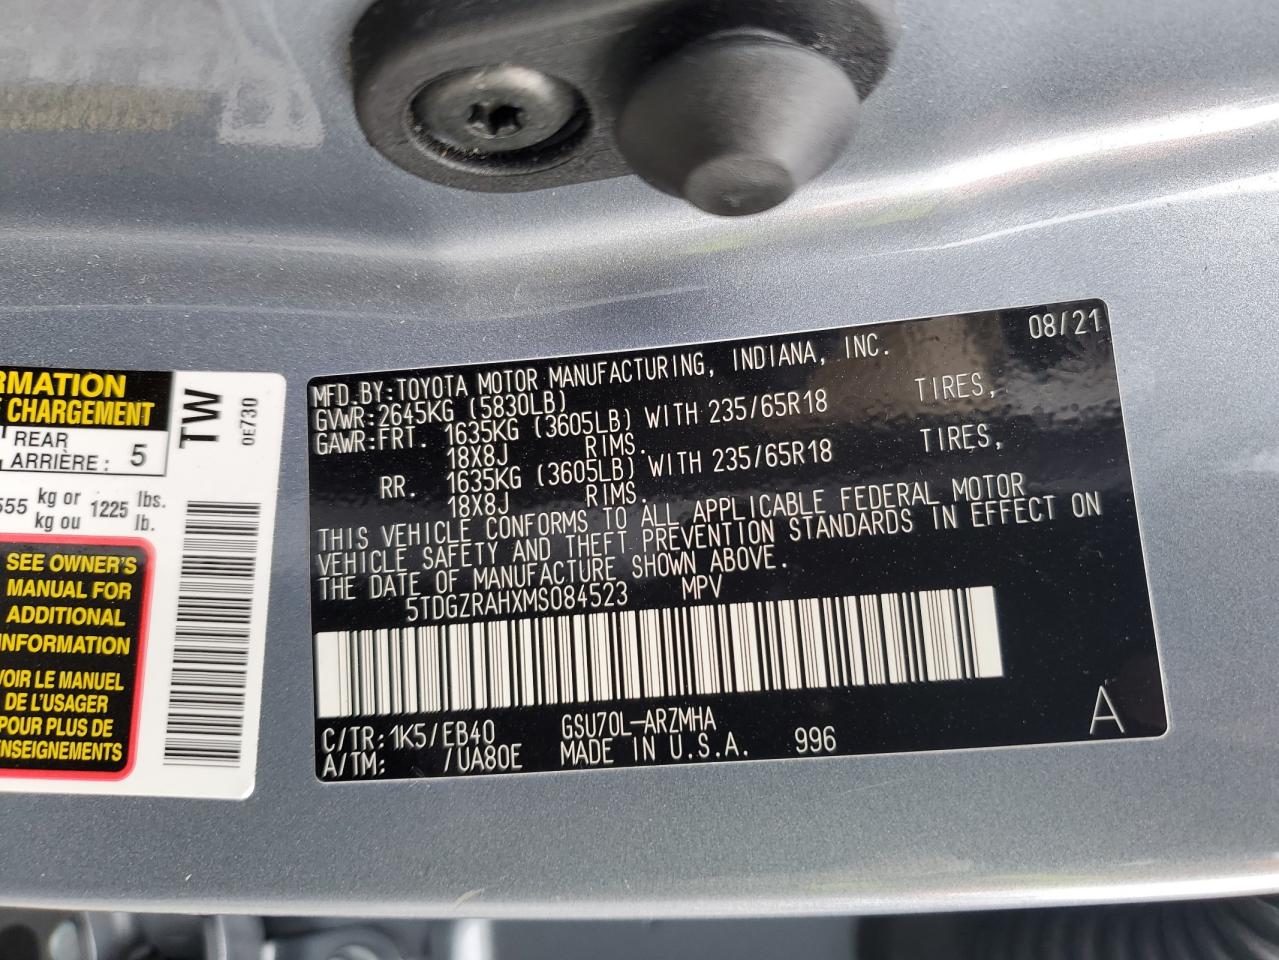 RMATION
CHARGEMENT
REAR
ARRIÈRE : 5
555 kg or 1225 lbs.
kg ou lb.
SEE OWNER'S
MANUAL FOR
ADDITIONAL
INFORMATION
VOIR LE MANUEL
DE L'USAGER
POUR PLUS DE
NSEIGNEMENTS
TW
0E730
08/21
MFD.BY:TOYOTA MOTOR MANUFACTURING, INDIANA, INC.
GVWR:2645KG (5830LB)
GAWR:FRT. 1635KG (3605LB) WITH 235/65R18 TIRES,
18X8J RIMS.
RR. 1635KG (3605LB) WITH 235/65R18 TIRES,
18X8J RIMS.
THIS VEHICLE CONFORMS TO ALL APPLICABLE FEDERAL MOTOR
VEHICLE SAFETY AND THEFT PREVENTION STANDARDS IN EFFECT ON
THE DATE OF MANUFACTURE SHOWN ABOVE.
5TDGZRAHXMS084523 MPV
C/TR:1K5/EB40 GSU70L-ARZMHA
A/TM: /UA80E MADE IN U.S.A. 996
A